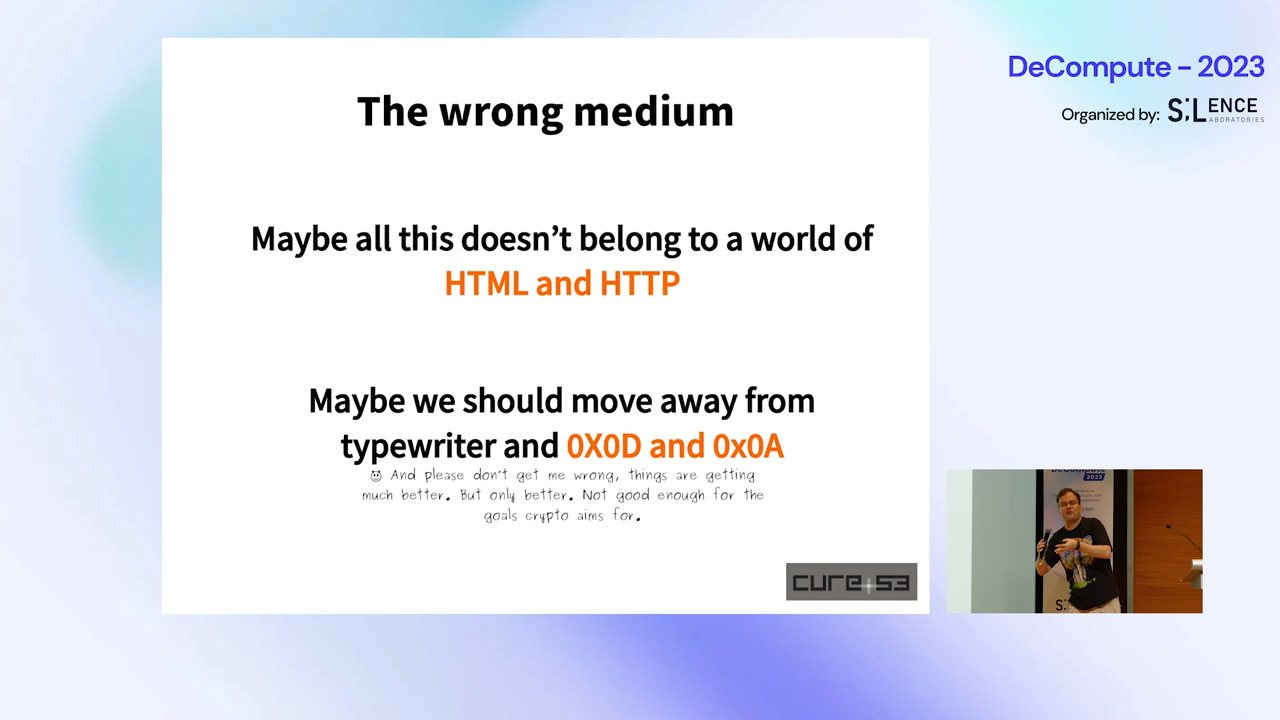 The wrong medium
Maybe all this doesn’t belong to a world of
HTML and HTTP
Maybe we should move away from
typewriter and 0X0D and 0x0A
😈 And please don't get me wrong, things are getting
much better. But only better. Not good enough for the
goals crypto aims for.
cure53
DeCompute – 2023
Organized by: SiLENCE
LABORATORIES
DeCompute
2023